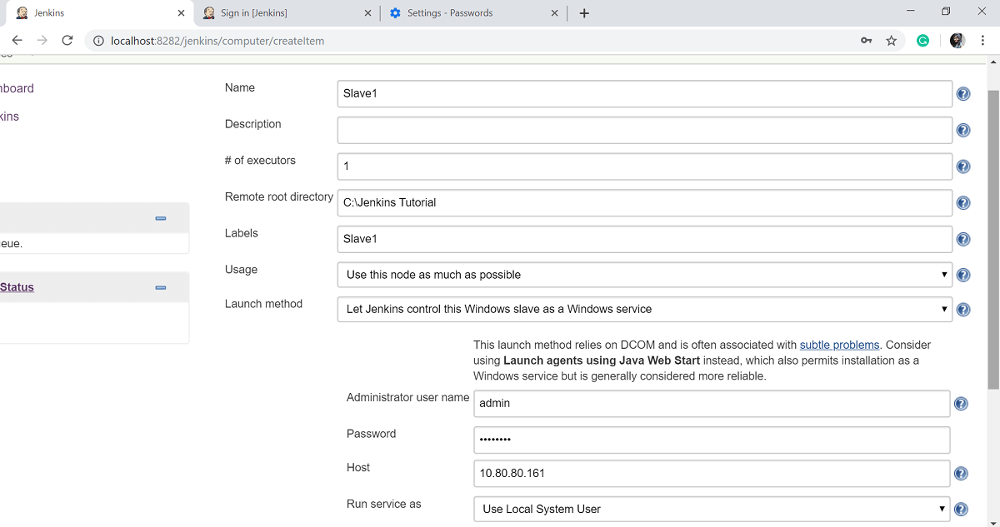 Jenkins
Sign in [Jenkins]
Settings - Passwords
localhost:8282/jenkins/computer/createItem
nboard
kins
eue.
Status
Name
Slave1
Description
# of executors
1
Remote root directory
C:\Jenkins Tutorial
Labels
Slave1
Usage
Use this node as much as possible
Launch method
Let Jenkins control this Windows slave as a Windows service
This launch method relies on DCOM and is often associated with subtle problems. Consider
using Launch agents using Java Web Start instead, which also permits installation as a
Windows service but is generally considered more reliable.
Administrator user name
admin
Password
••••••••
Host
10.80.80.161
Run service as
Use Local System User